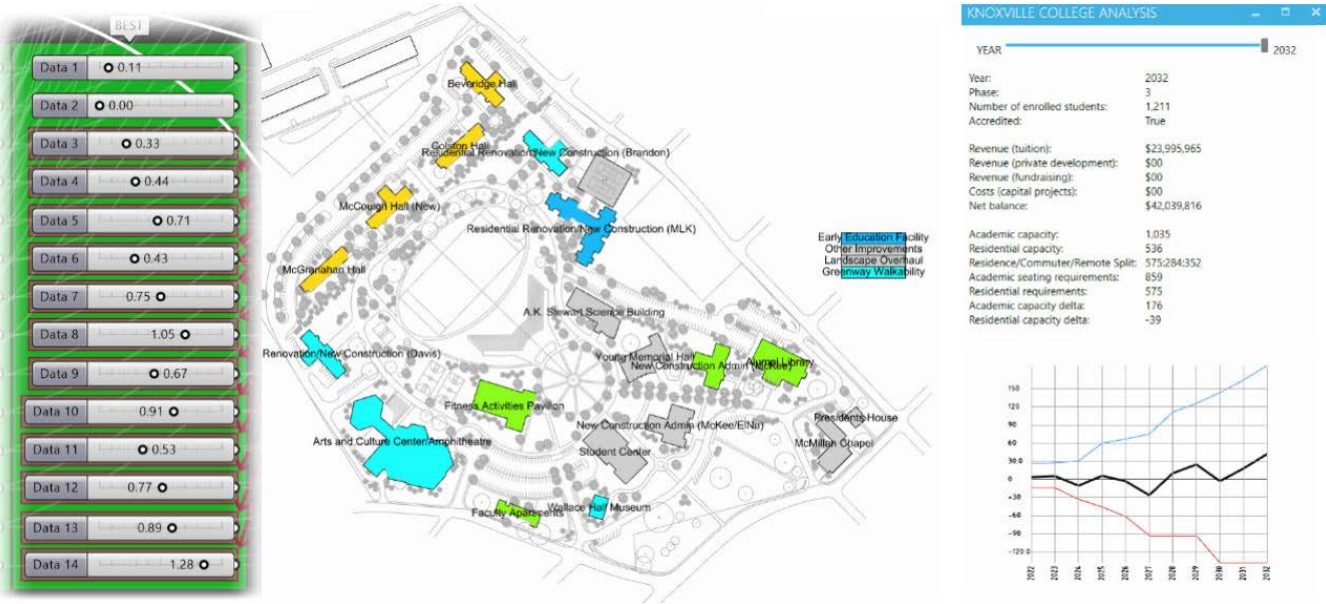 BEST
Data 1 0.11
Data 2 0.00
Data 3 0.33
Data 4 0.44
Data 5 0.71
Data 6 0.43
Data 7 0.75
Data 8 1.05
Data 9 0.67
Data 10 0.91
Data 11 0.53
Data 12 0.77
Data 13 0.89
Data 14 1.28
Beveridge Hall
Colston Hall
Residential Renovation/New Construction (Brandon)
McCough Hall (New)
Residential Renovation/New Construction (MLK)
McGranahan Hall
A.K. Stewart Science Building
Renovation/New Construction (Davis)
Young Memorial Hall
New Construction Admin (McKee)
Alumni Library
Fitness Activities Pavilion
Presidents House
New Construction Admin (McKee/ElNa)
Arts and Culture Center/Amphitheatre
McMillan Chapel
Student Center
Faculty Apartments
Wallace Hall Museum
Early Education Facility
Other Improvements
Landscape Overhaul
Greenway Walkability
KNOXVILLE COLLEGE ANALYSIS
YEAR 2032
Year: 2032
Phase: 3
Number of enrolled students: 1,211
Accredited: True
Revenue (tuition): $23,995,965
Revenue (private development): $00
Revenue (fundraising): $00
Costs (capital projects): $00
Net balance: $42,039,816
Academic capacity: 1,035
Residential capacity: 536
Residence/Commuter/Remote Split: 575:284:352
Academic seating requirements: 859
Residential requirements: 575
Academic capacity delta: 176
Residential capacity delta: -39
150
120
90
60
30.0
0
-30
-60
-90
-120.0
2022 2023 2024 2025 2026 2027 2028 2029 2030 2031 2032